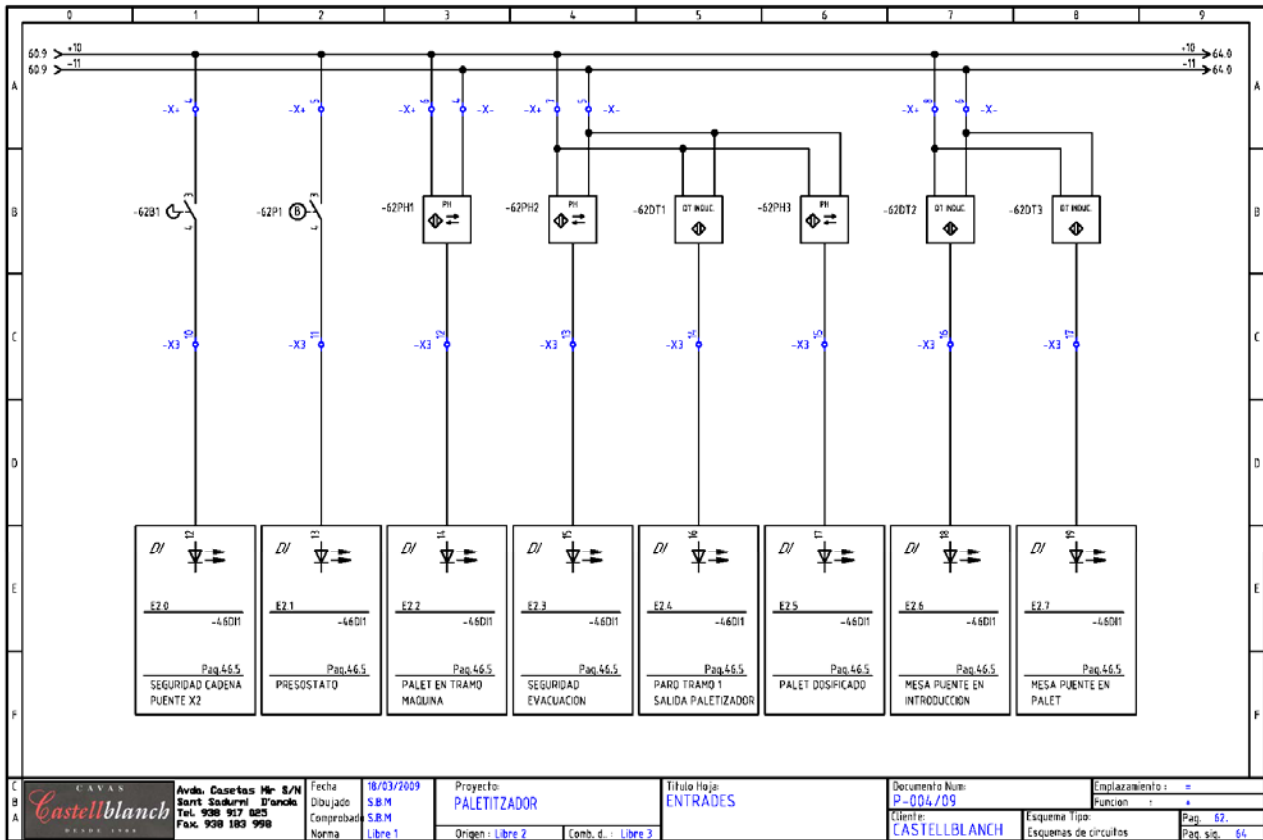 0 1 2 3 4 5 6 7 8 9
60.9 +10 +10 64.0
60.9 -11 -11 64.0
A A
-X+ 4 -X+ 5 -X+ 6 4 -X- -X+ 7 5 -X- -X+ 8 6 -X-
B B
-62B1 3 4 -62P1 B 3 4 -62PH1 PH -62PH2 PH -62DT1 DT INDUC. -62PH3 PH -62DT2 DT INDUC. -62DT3 DT INDUC.
C C
-X3 10 -X3 11 -X3 12 -X3 13 -X3 14 -X3 15 -X3 16 -X3 17
D D
12 13 14 15 16 17 18 19
DI DI DI DI DI DI DI DI
E E
E2.0 E2.1 E2.2 E2.3 E2.4 E2.5 E2.6 E2.7
-46DI1 -46DI1 -46DI1 -46DI1 -46DI1 -46DI1 -46DI1 -46DI1
Pag.46.5 Pag.46.5 Pag.46.5 Pag.46.5 Pag.46.5 Pag.46.5 Pag.46.5 Pag.46.5
F F
SEGURIDAD CADENA
PUENTE X2
PRESOSTATO
PALET EN TRAMO
MAQUINA
SEGURIDAD
EVACUACION
PARO TRAMO 1
SALIDA PALETIZADOR
PALET DOSIFICADO
MESA PUENTE EN
INTRODUCCION
MESA PUENTE EN
PALET
C
B
A
CAVAS
Castellblanch
DESDE 1908
Avda. Casetas Mir S/N
Sant Sadurni D'anoia
Tel. 938 917 025
Fax. 938 183 998
Fecha 18/03/2009
Dibujado S.B.M
Comprobado S.B.M
Norma Libre 1
Proyecto:
PALETITZADOR
Origen : Libre 2 Comb. d. : Libre 3
Titulo Hoja:
ENTRADES
Documento Num:
P-004/09
Cliente:
CASTELLBLANCH
Emplazamiento : =
Funcion : +
Esquema Tipo:
Esquemas de circuitos
Pag. 62.
Pag. sig. 64